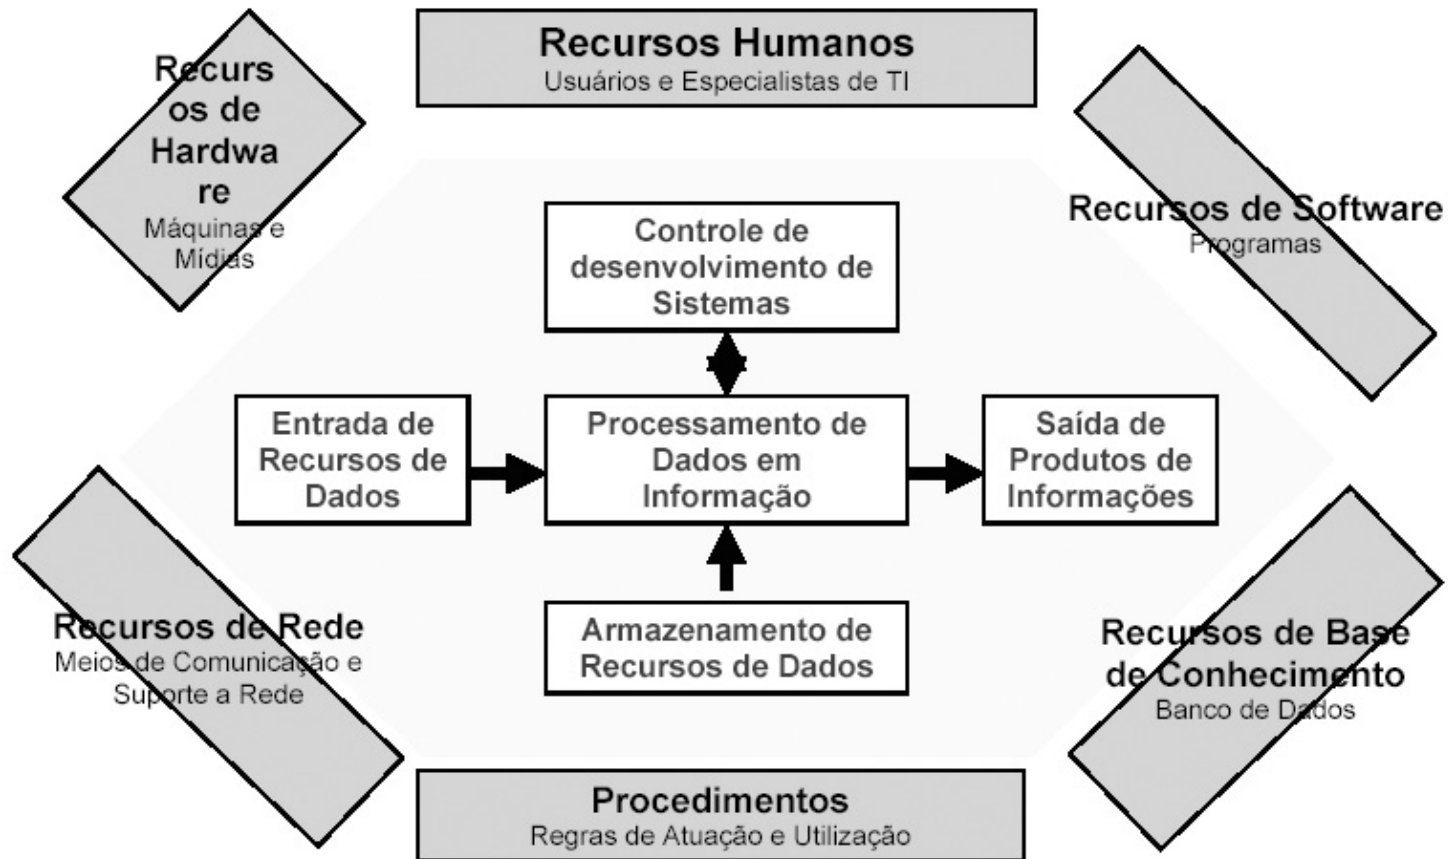 Recursos Humanos
Usuários e Especialistas de TI
Recurs
os de
Hardwa
re
Máquinas e
Mídias
Recursos de Software
Programas
Controle de
desenvolvimento de
Sistemas
Entrada de
Recursos de
Dados
Processamento de
Dados em
Informação
Saída de
Produtos de
Informações
Armazenamento de
Recursos de Dados
Recursos de Rede
Meios de Comunicação e
Suporte a Rede
Recursos de Base
de Conhecimento
Banco de Dados
Procedimentos
Regras de Atuação e Utilização